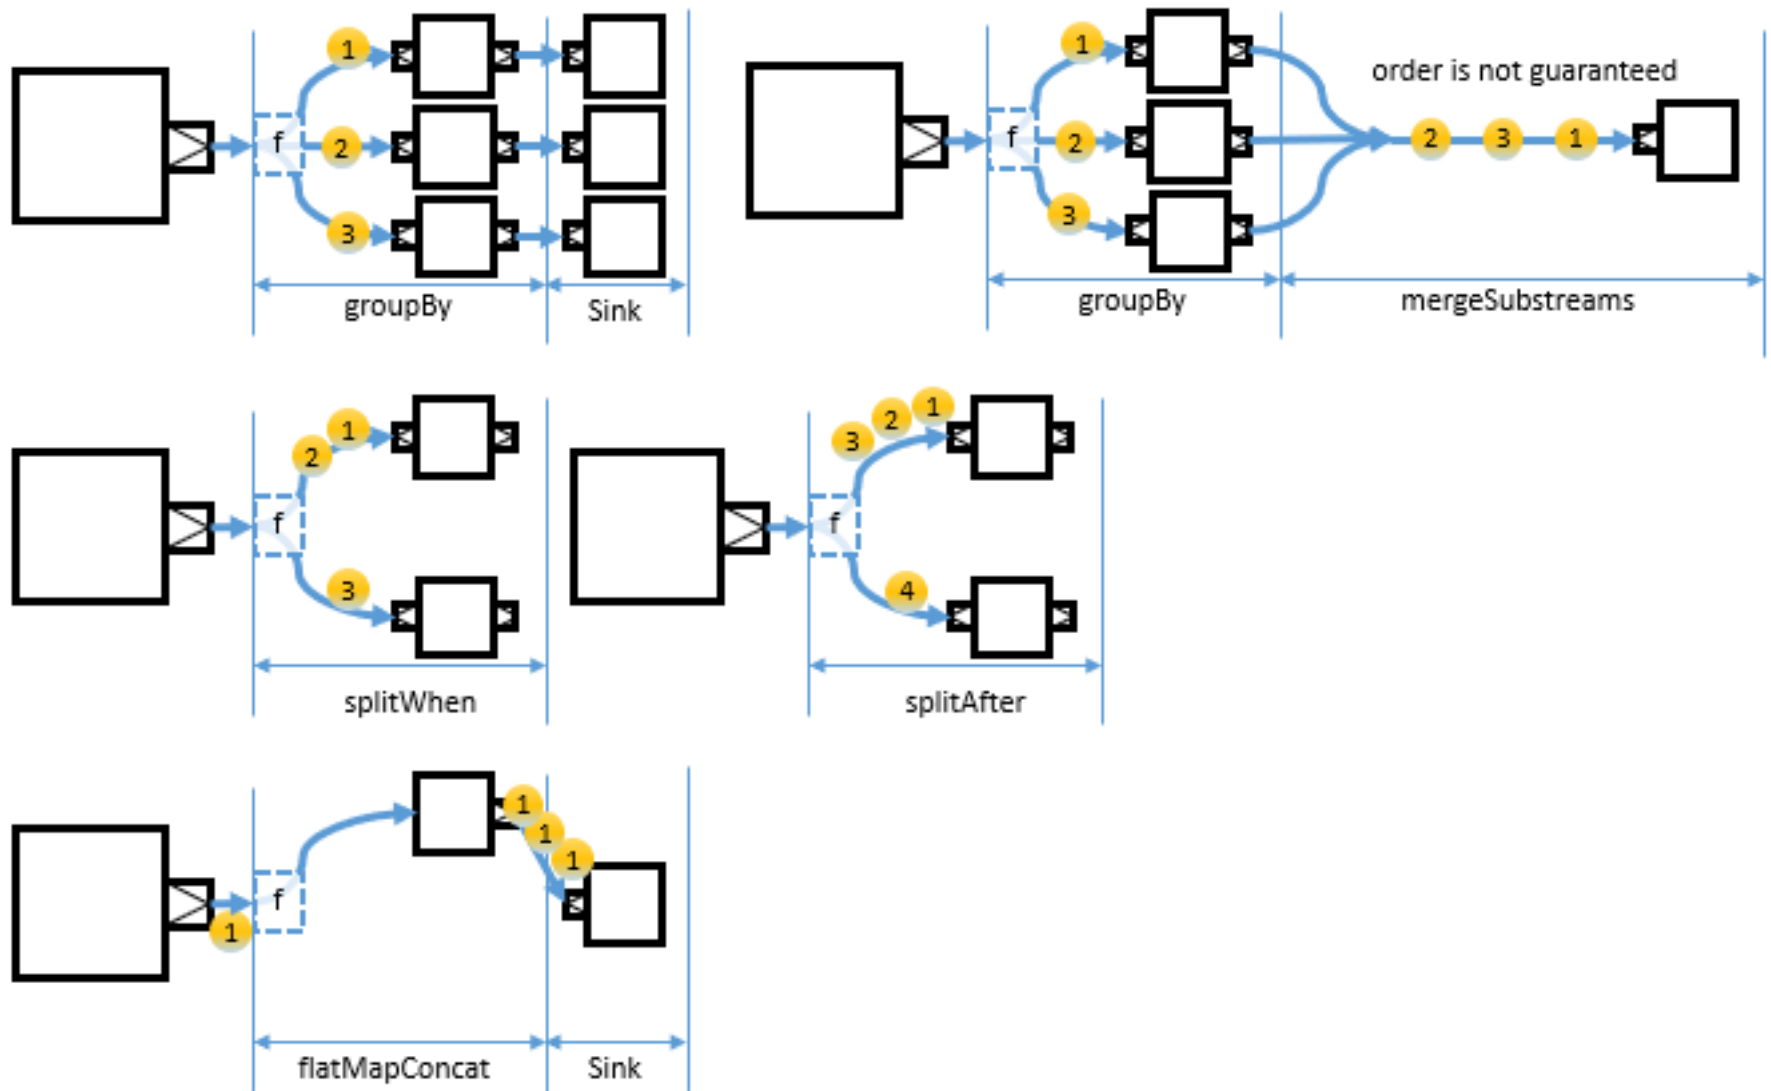 1
f
2
3
groupBy
Sink
1
f
2
3
order is not guaranteed
2 3 1
groupBy
mergeSubstreams
1
2
f
3
splitWhen
1
2
3
f
4
splitAfter
1
f
1
1
1
flatMapConcat
Sink